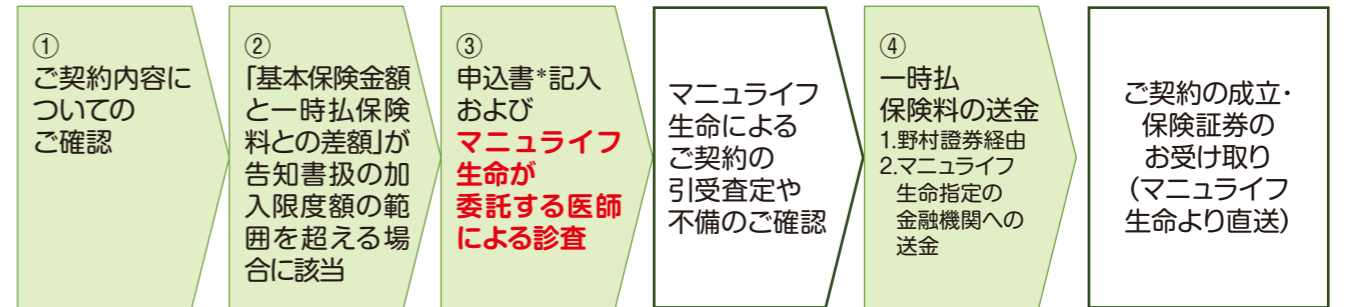 ①
ご契約内容に
ついての
ご確認
②
「基本保険金額
と一時払保険
料との差額」が
告知書扱の加
入限度額の範
囲を超える場
合に該当
③
申込書*記入
および
マニュライフ
生命が
委託する医師
による診査
マニュライフ
生命による
ご契約の
引受査定や
不備のご確認
④
一時払
保険料の送金
1.野村證券経由
2.マニュライフ
生命指定の
金融機関への
送金
ご契約の成立・
保険証券の
お受け取り
（マニュライフ
生命より直送）